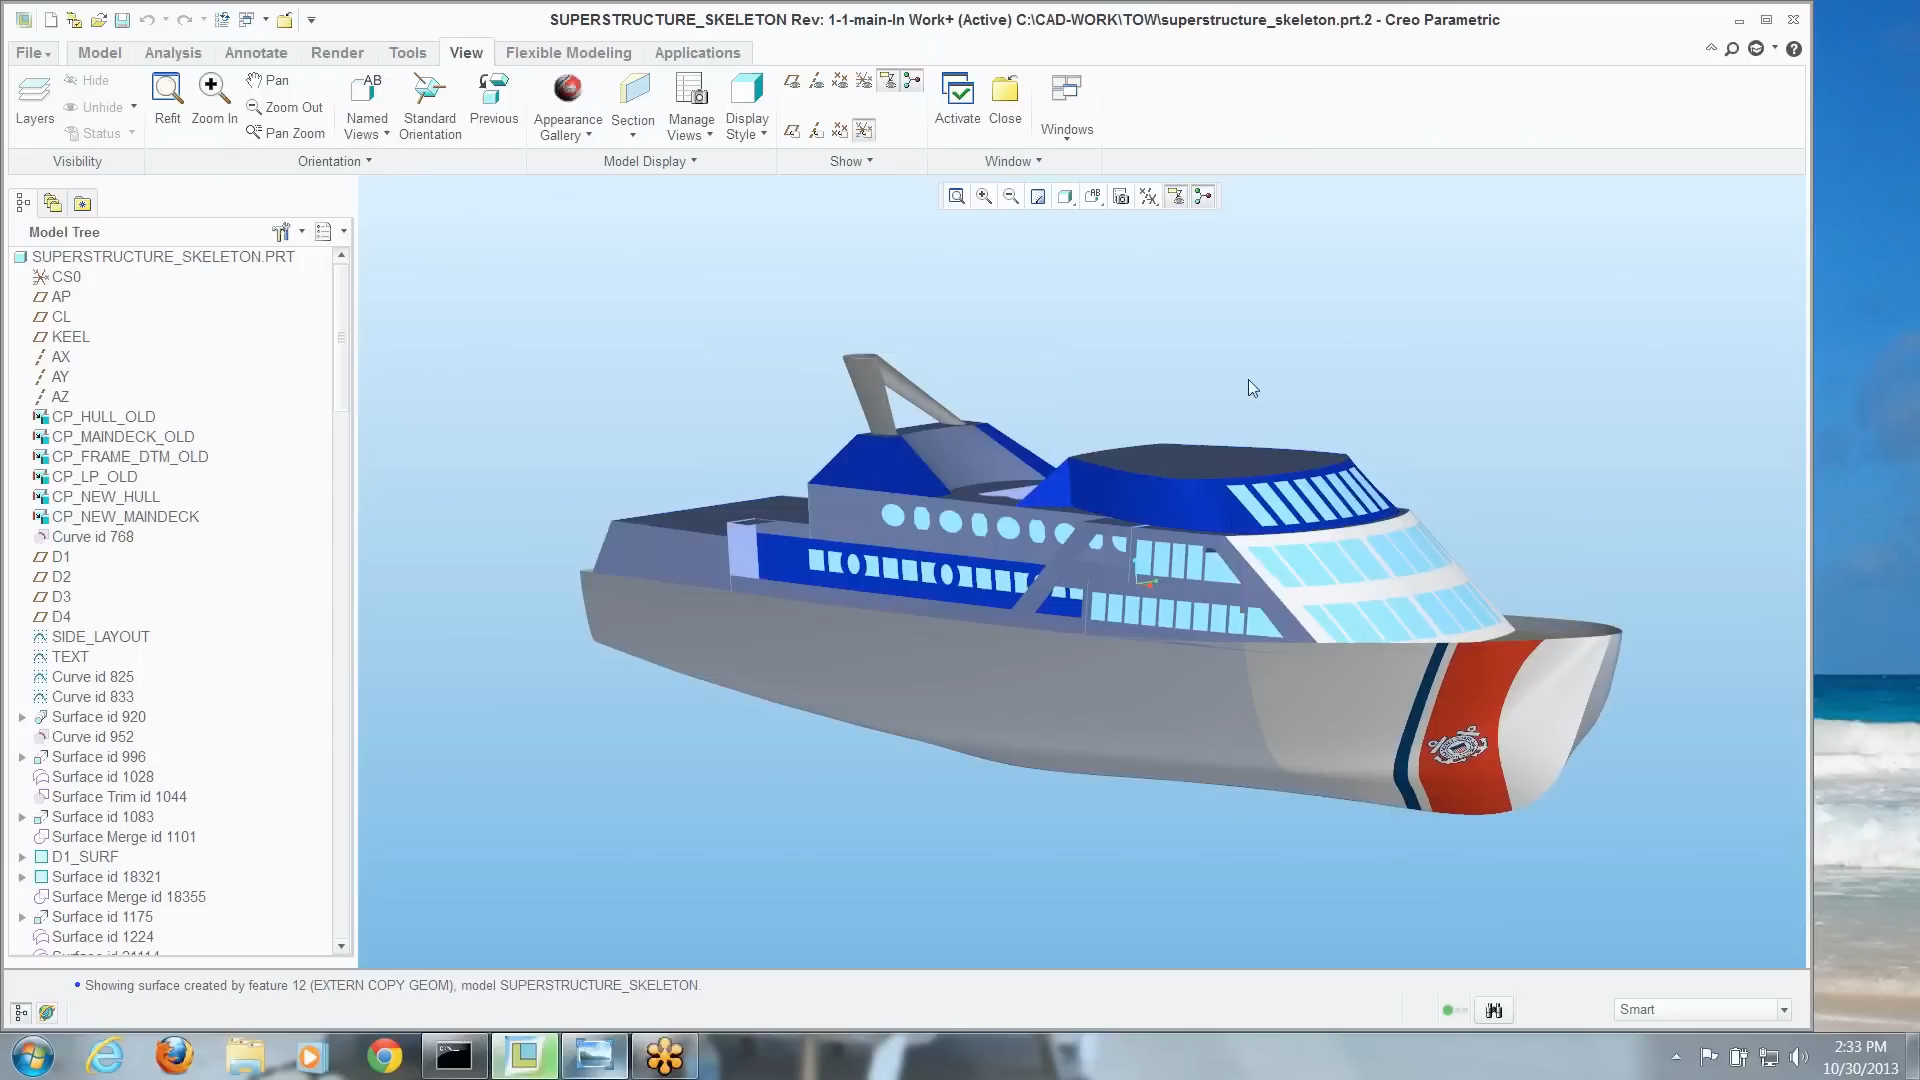 SUPERSTRUCTURE_SKELETON Rev: 1-1-main-In Work+ (Active) C:\CAD-WORK\TOW\superstructure_skeleton.prt.2 - Creo Parametric
File Model Analysis Annotate Render Tools View Flexible Modeling Applications
Layers
Hide
Unhide
Status
Refit
Zoom In
Pan
Zoom Out
Pan Zoom
AB
Named Views
Standard Orientation
Previous
Appearance Gallery
Section
Manage Views
Display Style
Activate
Close
Windows
Visibility Orientation Model Display Show Window
Model Tree
SUPERSTRUCTURE_SKELETON.PRT
CS0
AP
CL
KEEL
AX
AY
AZ
CP_HULL_OLD
CP_MAINDECK_OLD
CP_FRAME_DTM_OLD
CP_LP_OLD
CP_NEW_HULL
CP_NEW_MAINDECK
Curve id 768
D1
D2
D3
D4
SIDE_LAYOUT
TEXT
Curve id 825
Curve id 833
Surface id 920
Curve id 952
Surface id 996
Surface id 1028
Surface Trim id 1044
Surface id 1083
Surface Merge id 1101
D1_SURF
Surface id 18321
Surface Merge id 18355
Surface id 1175
Surface id 1224
Showing surface created by feature 12 (EXTERN COPY GEOM), model SUPERSTRUCTURE_SKELETON.
Smart
2:33 PM
10/30/2013